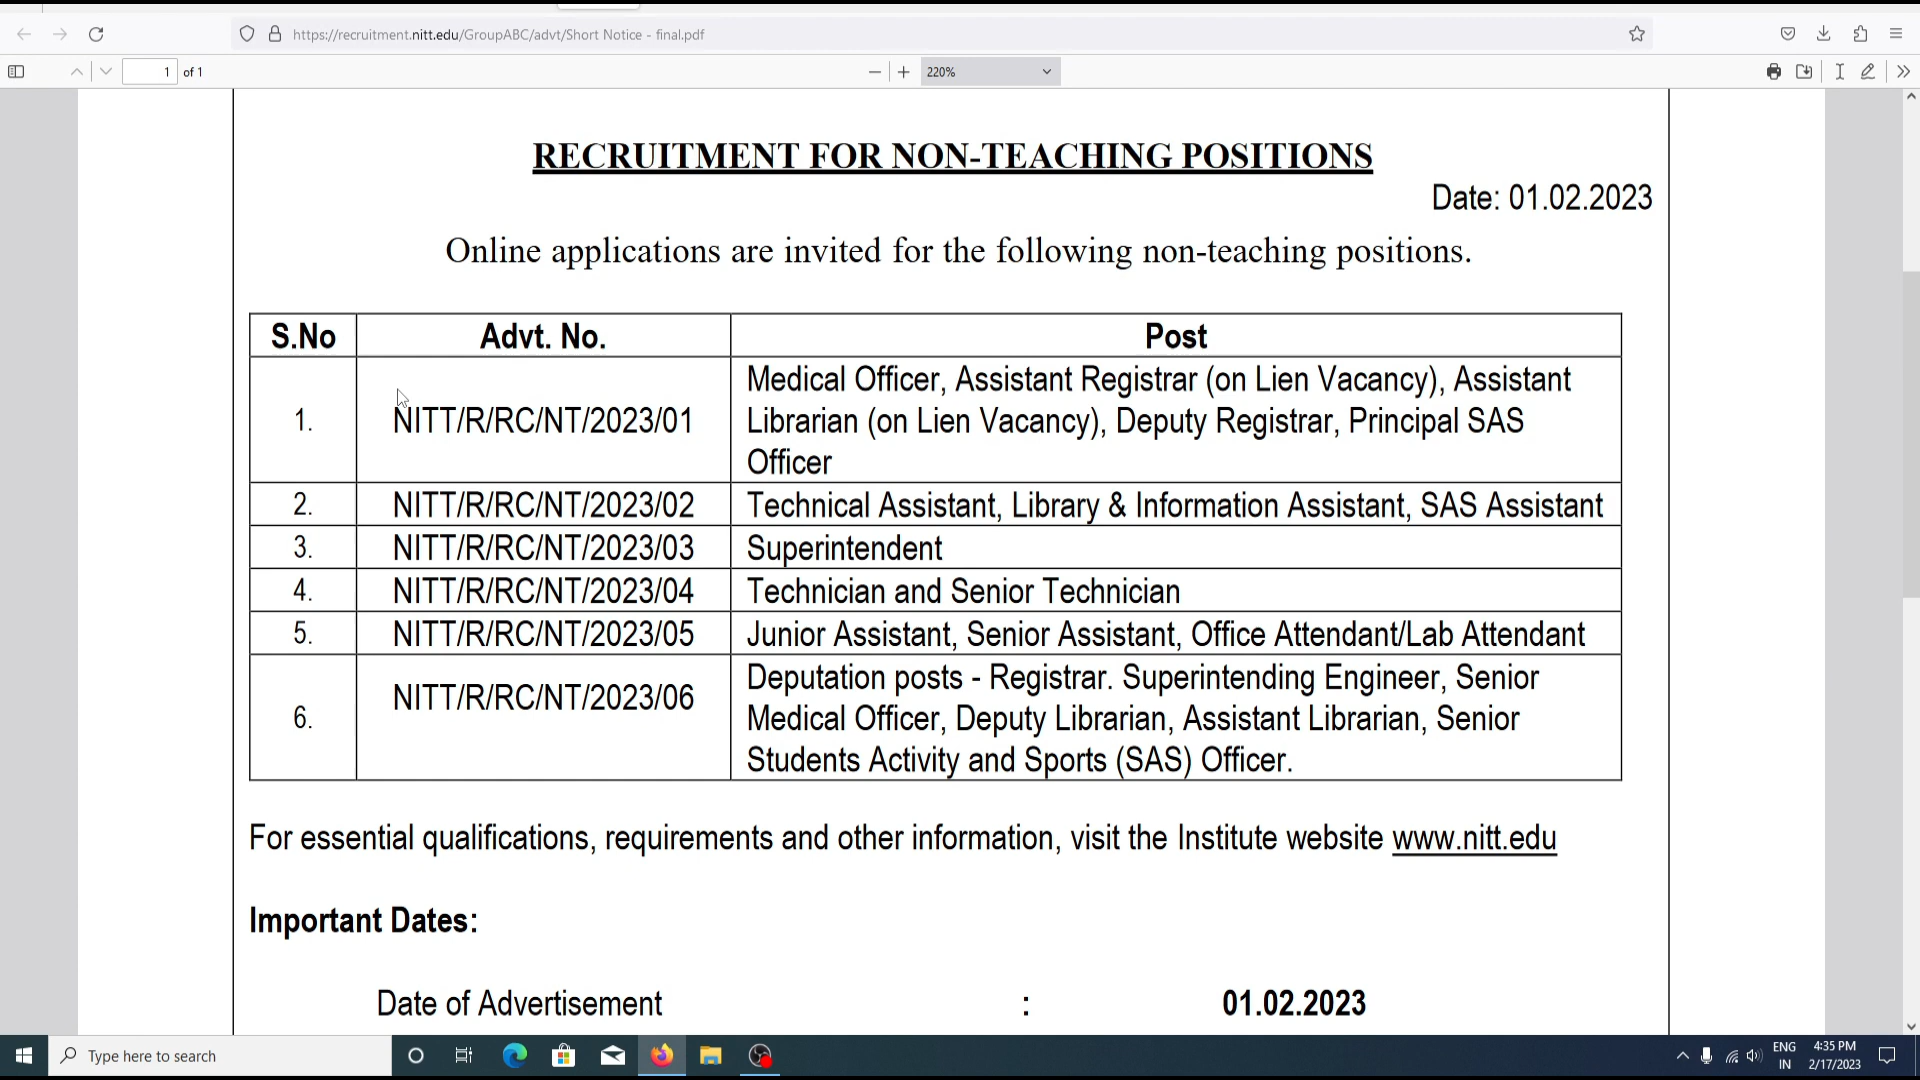 https://recruitment.nitt.edu/GroupABC/advt/Short Notice - final.pdf
1 of 1
220%
RECRUITMENT FOR NON-TEACHING POSITIONS
Date: 01.02.2023
Online applications are invited for the following non-teaching positions.
S.No Advt. No. Post
1. NITT/R/RC/NT/2023/01 Medical Officer, Assistant Registrar (on Lien Vacancy), Assistant
Librarian (on Lien Vacancy), Deputy Registrar, Principal SAS
Officer
2. NITT/R/RC/NT/2023/02 Technical Assistant, Library & Information Assistant, SAS Assistant
3. NITT/R/RC/NT/2023/03 Superintendent
4. NITT/R/RC/NT/2023/04 Technician and Senior Technician
5. NITT/R/RC/NT/2023/05 Junior Assistant, Senior Assistant, Office Attendant/Lab Attendant
6. NITT/R/RC/NT/2023/06 Deputation posts - Registrar. Superintending Engineer, Senior
Medical Officer, Deputy Librarian, Assistant Librarian, Senior
Students Activity and Sports (SAS) Officer.
For essential qualifications, requirements and other information, visit the Institute website www.nitt.edu
Important Dates:
Date of Advertisement : 01.02.2023
Type here to search
ENG
IN
4:35 PM
2/17/2023